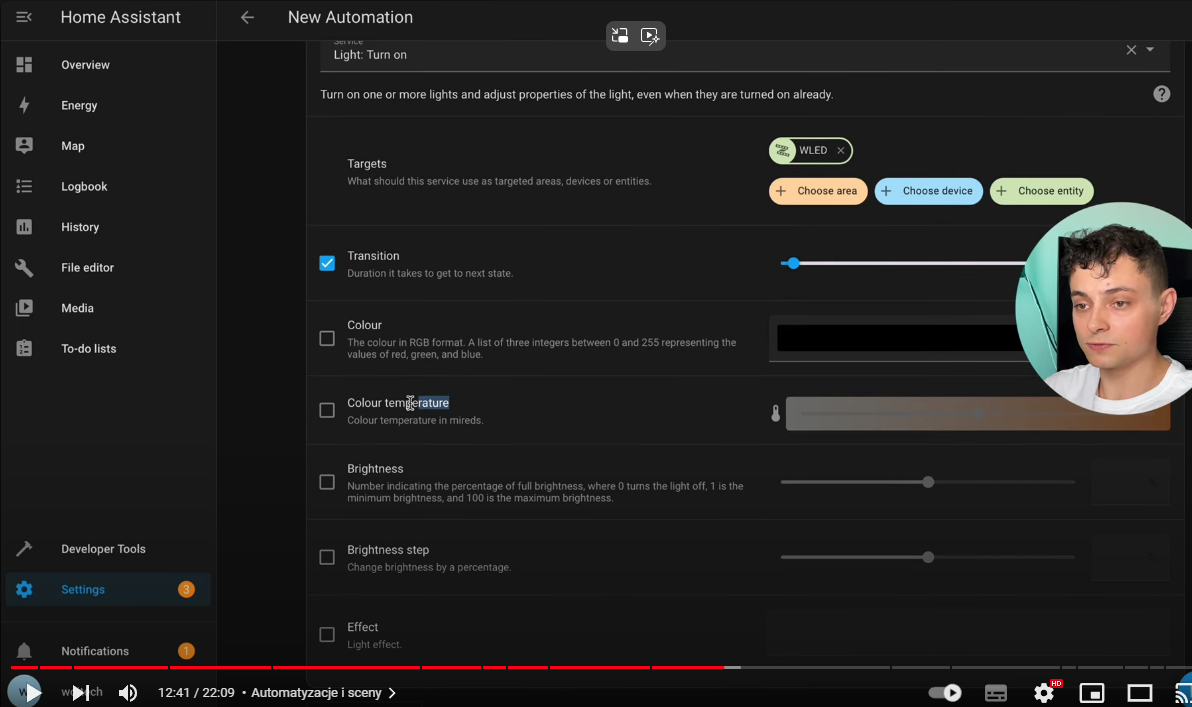 Home Assistant
New Automation
Service
Light: Turn on
Overview
Turn on one or more lights and adjust properties of the light, even when they are turned on already.
Energy
Map
Targets
What should this service use as targeted areas, devices or entities.
WLED
Choose area
Choose device
Choose entity
Logbook
History
File editor
Media
To-do lists
Transition
Duration it takes to get to next state.
Colour
The colour in RGB format. A list of three integers between 0 and 255 representing the
values of red, green, and blue.
Colour temperature
Colour temperature in mireds.
Brightness
Number indicating the percentage of full brightness, where 0 turns the light off, 1 is the
minimum brightness, and 100 is the maximum brightness.
Brightness step
Change brightness by a percentage.
Effect
Light effect.
Developer Tools
Settings
3
Notifications
1
12:41 / 22:09 • Automatyzacje i sceny
HD